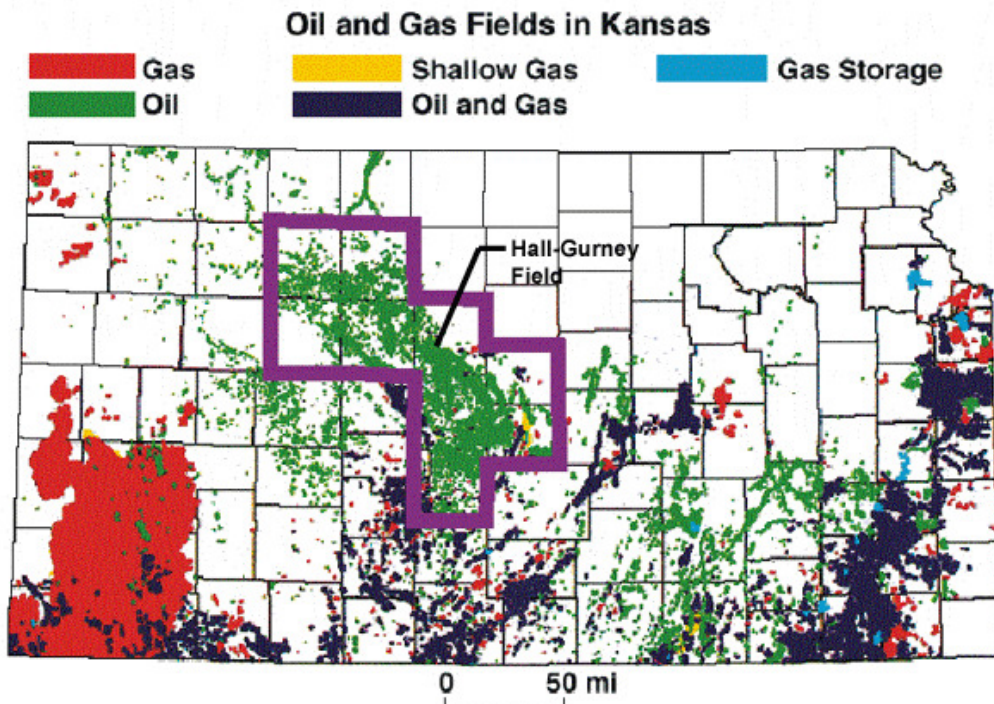 Oil and Gas Fields in Kansas
Gas
Shallow Gas
Gas Storage
Oil
Oil and Gas
Hall-Gurney
Field
0
50 mi